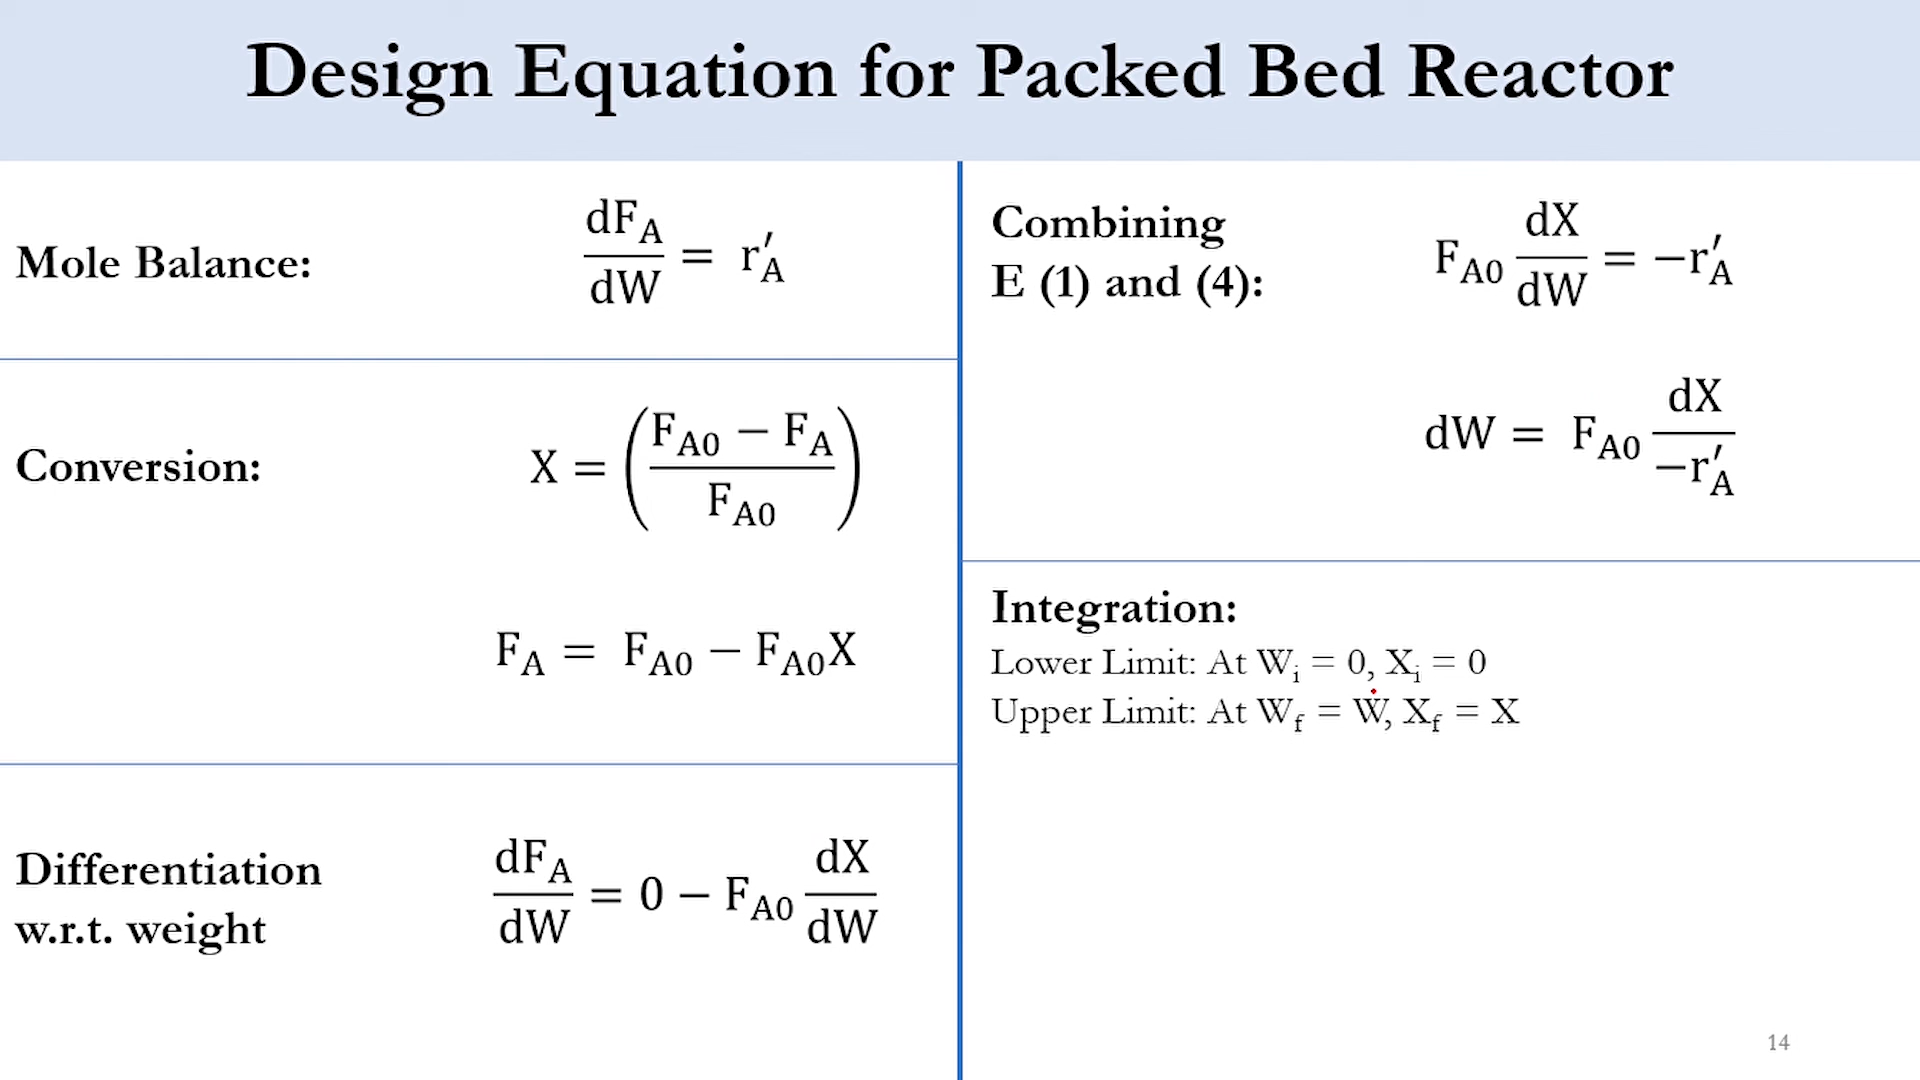 Design Equation for Packed Bed Reactor
Mole Balance:
dF_A/dW = r′_A
Conversion:
X = ((F_A0 − F_A)/F_A0)
F_A = F_A0 − F_A0X
Differentiation
w.r.t. weight
dF_A/dW = 0 − F_A0 dX/dW
Combining
E (1) and (4):
F_A0 dX/dW = −r′_A
dW = F_A0 dX/−r′_A
Integration:
Lower Limit: At W_i = 0, X_i = 0
Upper Limit: At W_f = W, X_f = X
14